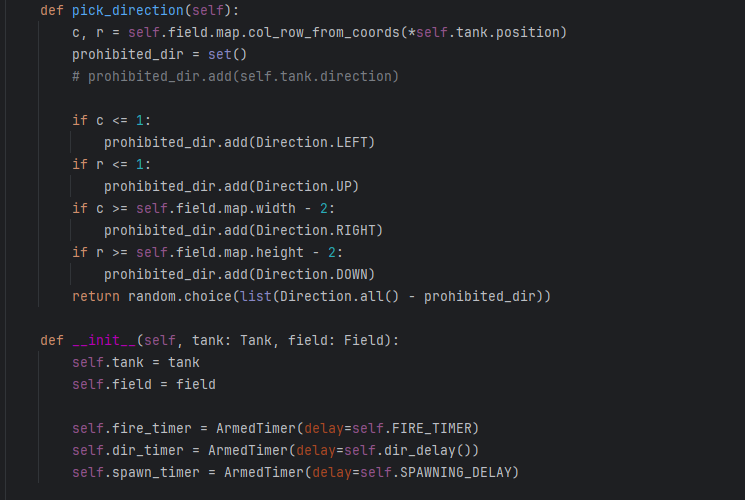 def pick_direction(self):
    c, r = self.field.map.col_row_from_coords(*self.tank.position)
    prohibited_dir = set()
    # prohibited_dir.add(self.tank.direction)

    if c <= 1:
        prohibited_dir.add(Direction.LEFT)
    if r <= 1:
        prohibited_dir.add(Direction.UP)
    if c >= self.field.map.width - 2:
        prohibited_dir.add(Direction.RIGHT)
    if r >= self.field.map.height - 2:
        prohibited_dir.add(Direction.DOWN)
    return random.choice(list(Direction.all() - prohibited_dir))

def __init__(self, tank: Tank, field: Field):
    self.tank = tank
    self.field = field

    self.fire_timer = ArmedTimer(delay=self.FIRE_TIMER)
    self.dir_timer = ArmedTimer(delay=self.dir_delay())
    self.spawn_timer = ArmedTimer(delay=self.SPAWNING_DELAY)